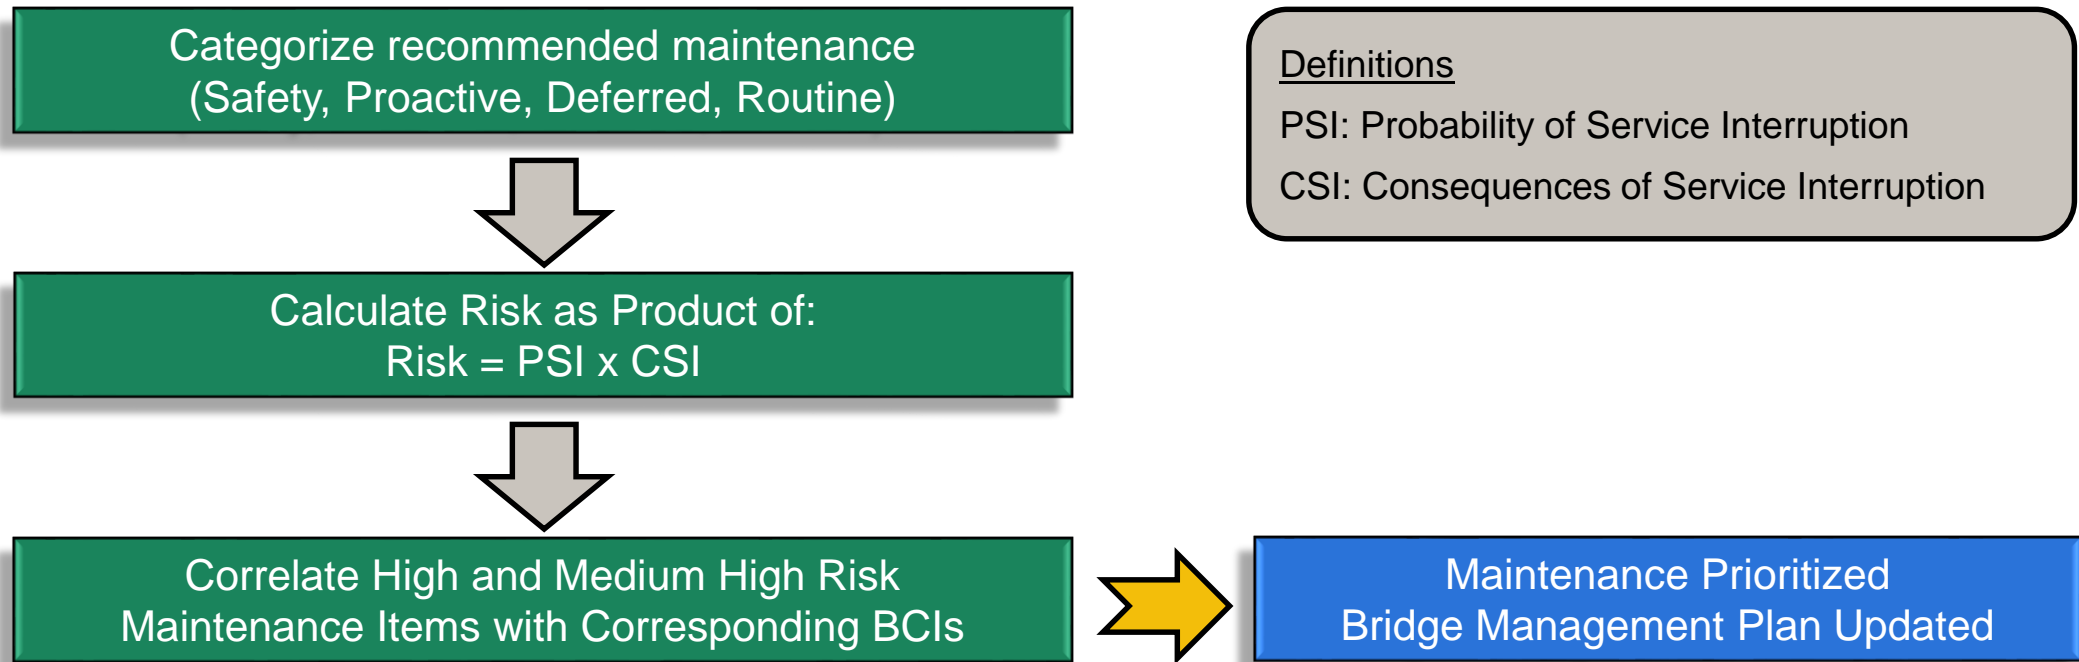 Categorize recommended maintenance
(Safety, Proactive, Deferred, Routine)
Definitions
PSI: Probability of Service Interruption
CSI: Consequences of Service Interruption
Calculate Risk as Product of:
Risk = PSI x CSI
Correlate High and Medium High Risk
Maintenance Items with Corresponding BCIs
Maintenance Prioritized
Bridge Management Plan Updated